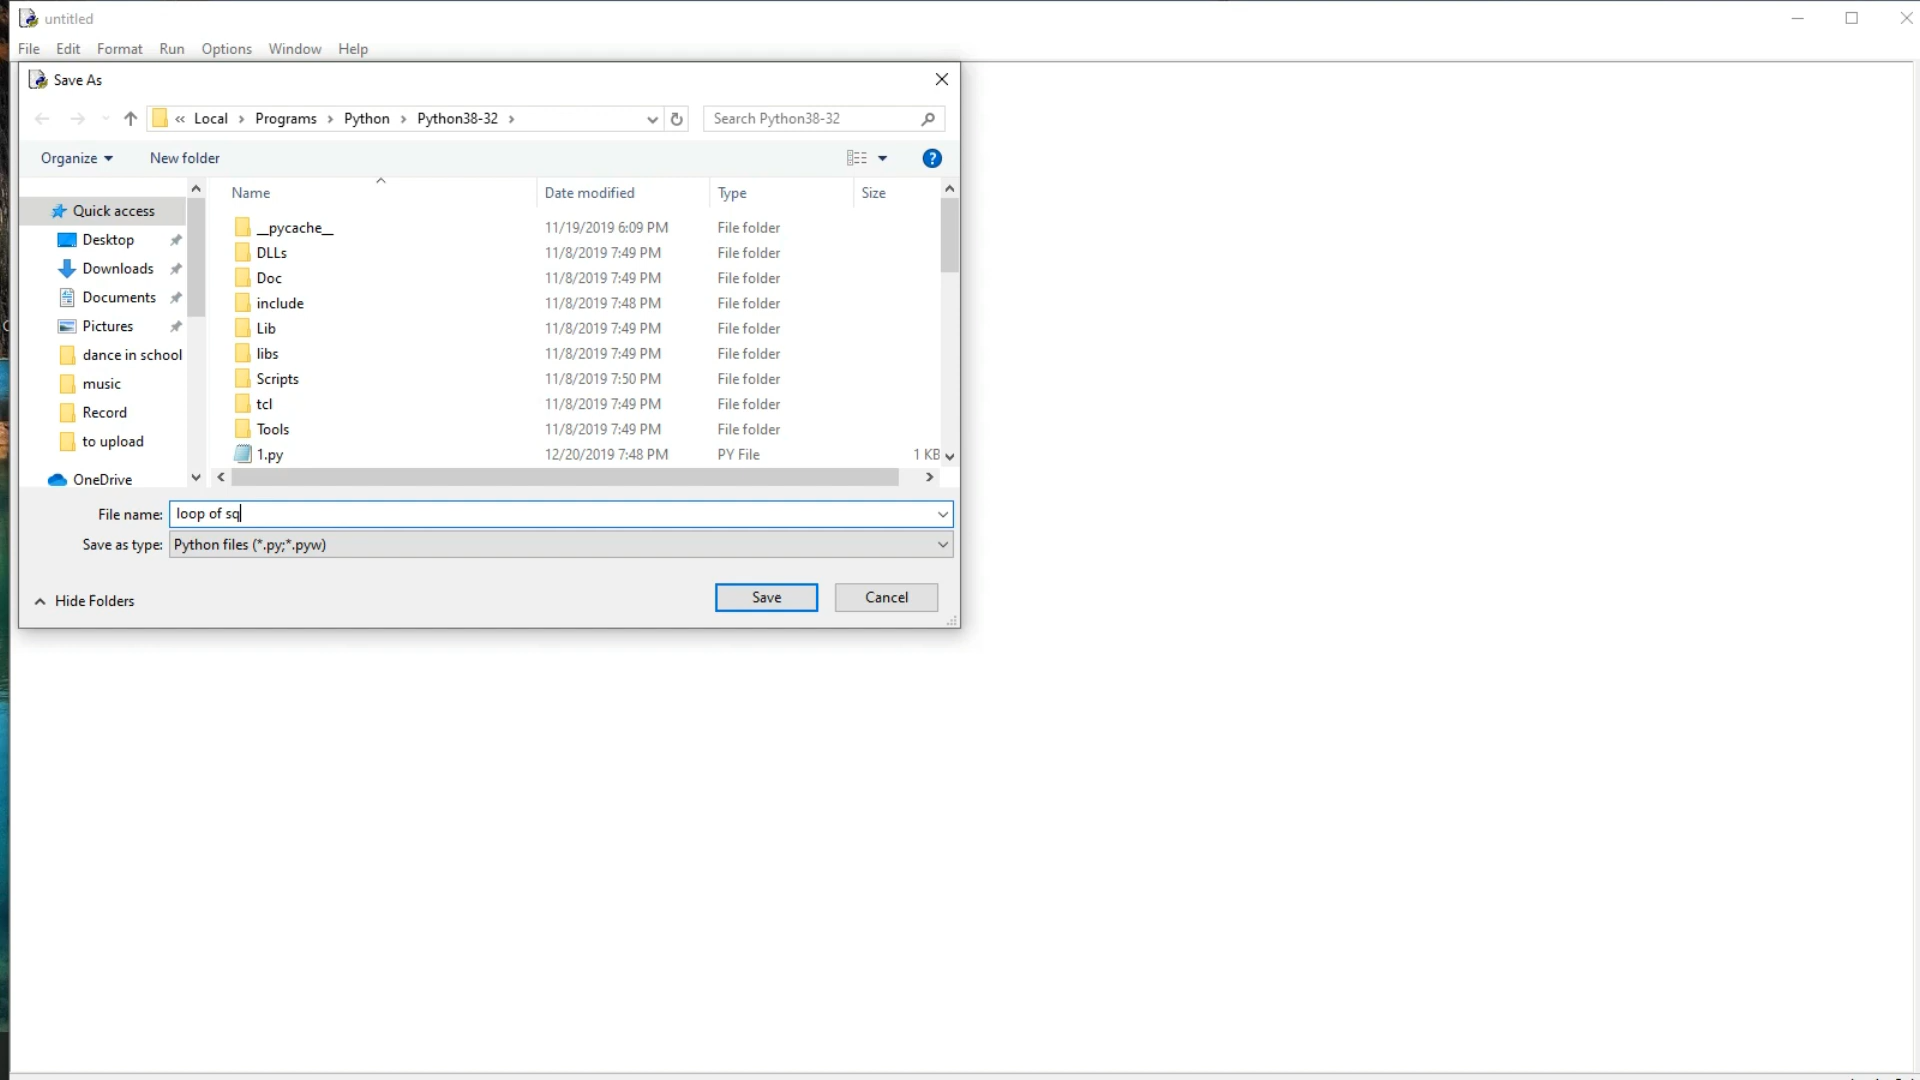 untitled
File Edit Format Run Options Window Help
Save As
« Local › Programs › Python › Python38-32 › Search Python38-32
Organize New folder ?
Name Date modified Type Size
Quick access
Desktop
Downloads
Documents
Pictures
dance in school
music
Record
to upload
OneDrive
__pycache__ 11/19/2019 6:09 PM File folder
DLLs 11/8/2019 7:49 PM File folder
Doc 11/8/2019 7:49 PM File folder
include 11/8/2019 7:48 PM File folder
Lib 11/8/2019 7:49 PM File folder
libs 11/8/2019 7:49 PM File folder
Scripts 11/8/2019 7:50 PM File folder
tcl 11/8/2019 7:49 PM File folder
Tools 11/8/2019 7:49 PM File folder
1.py 12/20/2019 7:48 PM PY File 1 KB
File name: loop of sq
Save as type: Python files (*.py;*.pyw)
Hide Folders Save Cancel